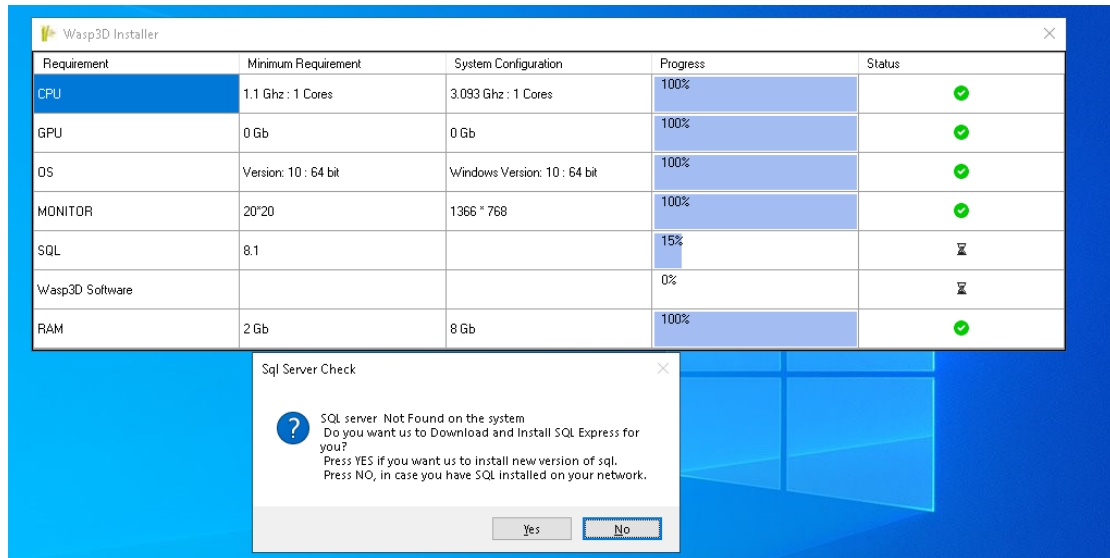 Wasp3D Installer
Requirement Minimum Requirement System Configuration Progress Status
CPU 1.1 Ghz : 1 Cores 3.093 Ghz : 1 Cores 100%
GPU 0 Gb 0 Gb 100%
OS Version: 10 : 64 bit Windows Version: 10 : 64 bit 100%
MONITOR 20*20 1366 * 768 100%
SQL 8.1 15%
Wasp3D Software 0%
RAM 2 Gb 8 Gb 100%
Sql Server Check
SQL server Not Found on the system
Do you want us to Download and Install SQL Express for
you?
Press YES if you want us to install new version of sql.
Press NO, in case you have SQL installed on your network.
Yes No